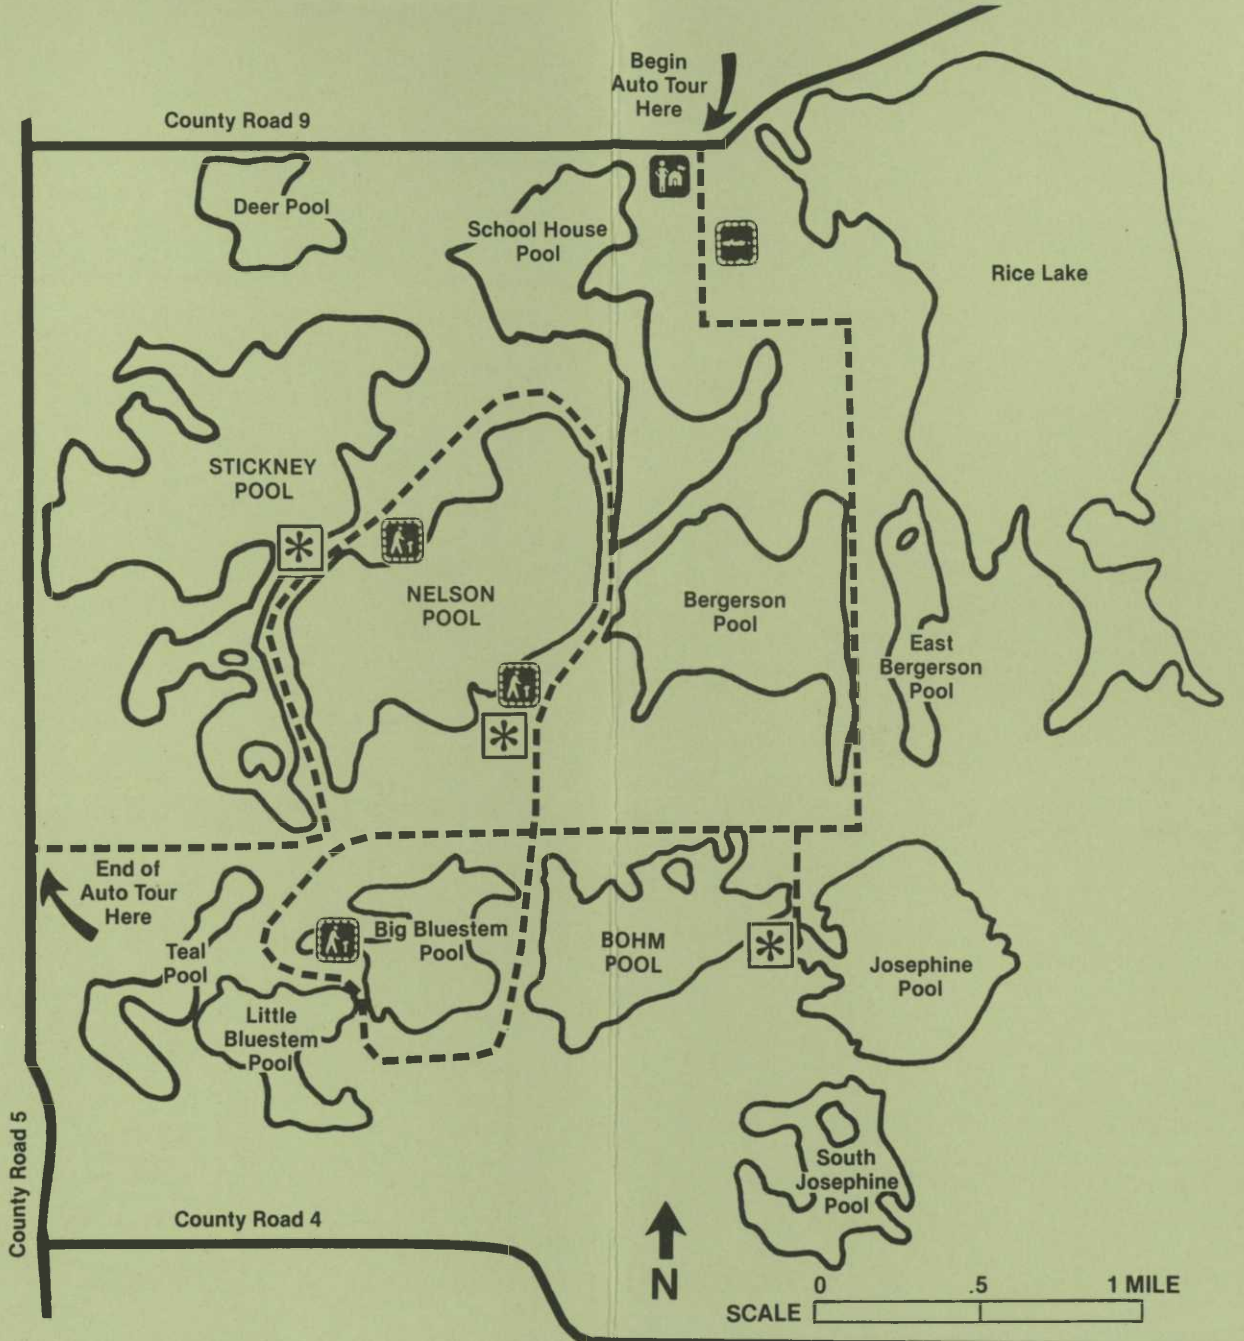 Begin
Auto Tour
Here
County Road 9
Deer Pool
School House
Pool
Rice Lake
STICKNEY
POOL
NELSON
POOL
Bergerson
Pool
East
Bergerson
Pool
End of
Auto Tour
Here
Teal
Pool
Big Bluestem
Pool
BOHM
POOL
Josephine
Pool
Little
Bluestem
Pool
County Road 5
South
Josephine
Pool
County Road 4
N
0 .5 1 MILE
SCALE